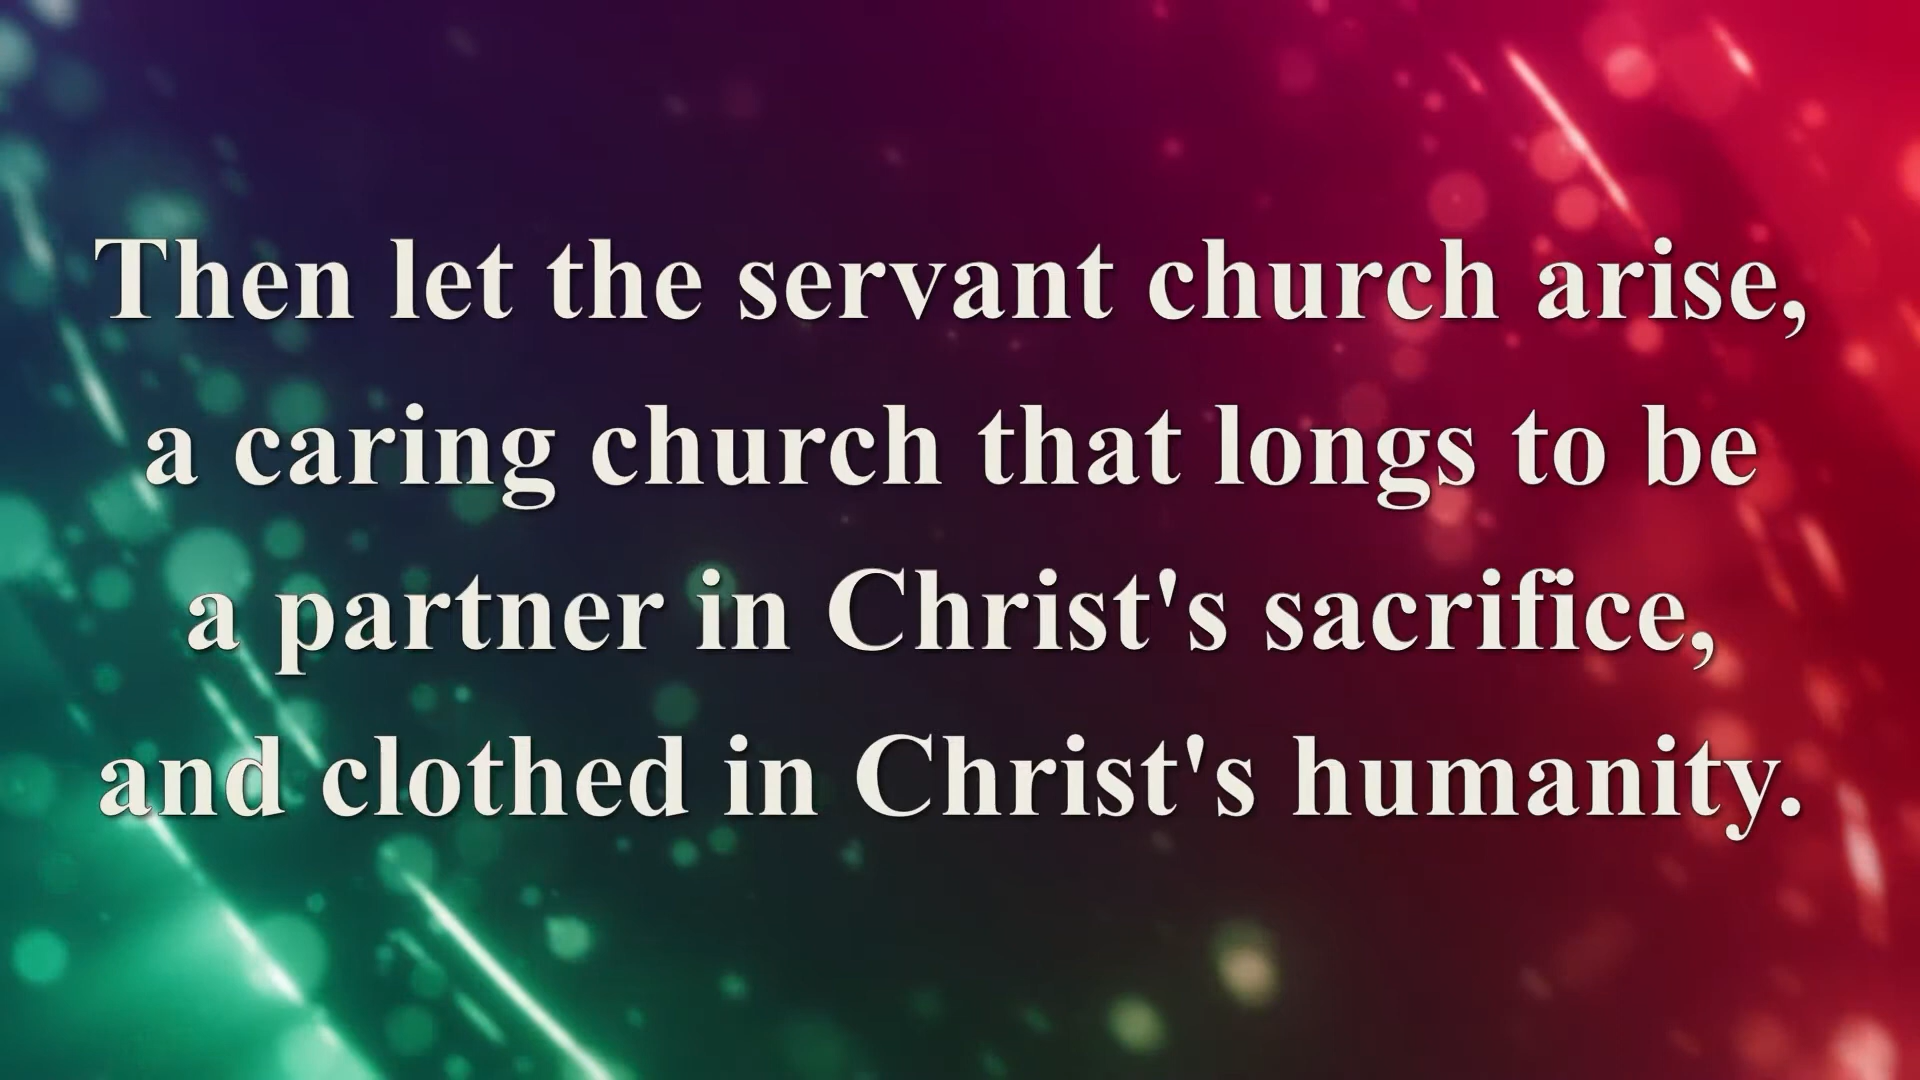 Then let the servant church arise,
a caring church that longs to be
a partner in Christ's sacrifice,
and clothed in Christ's humanity.